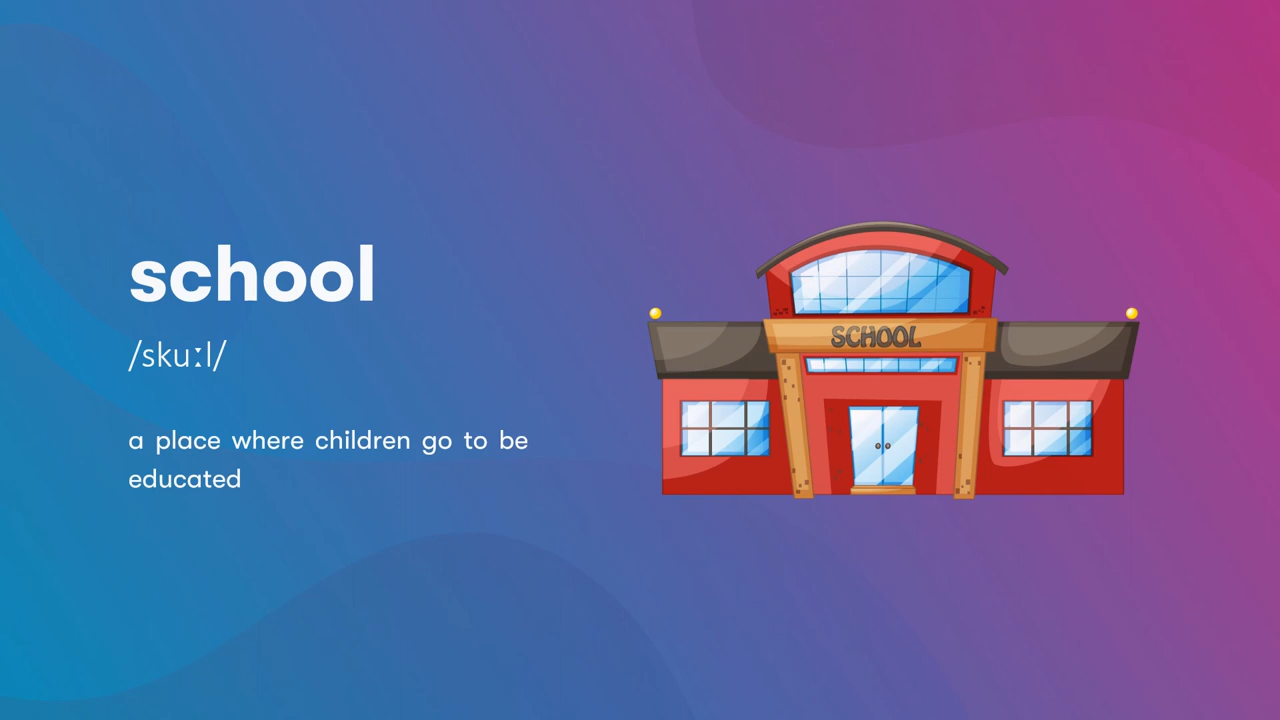 school
/skuːl/
a place where children go to be
educated
SCHOOL